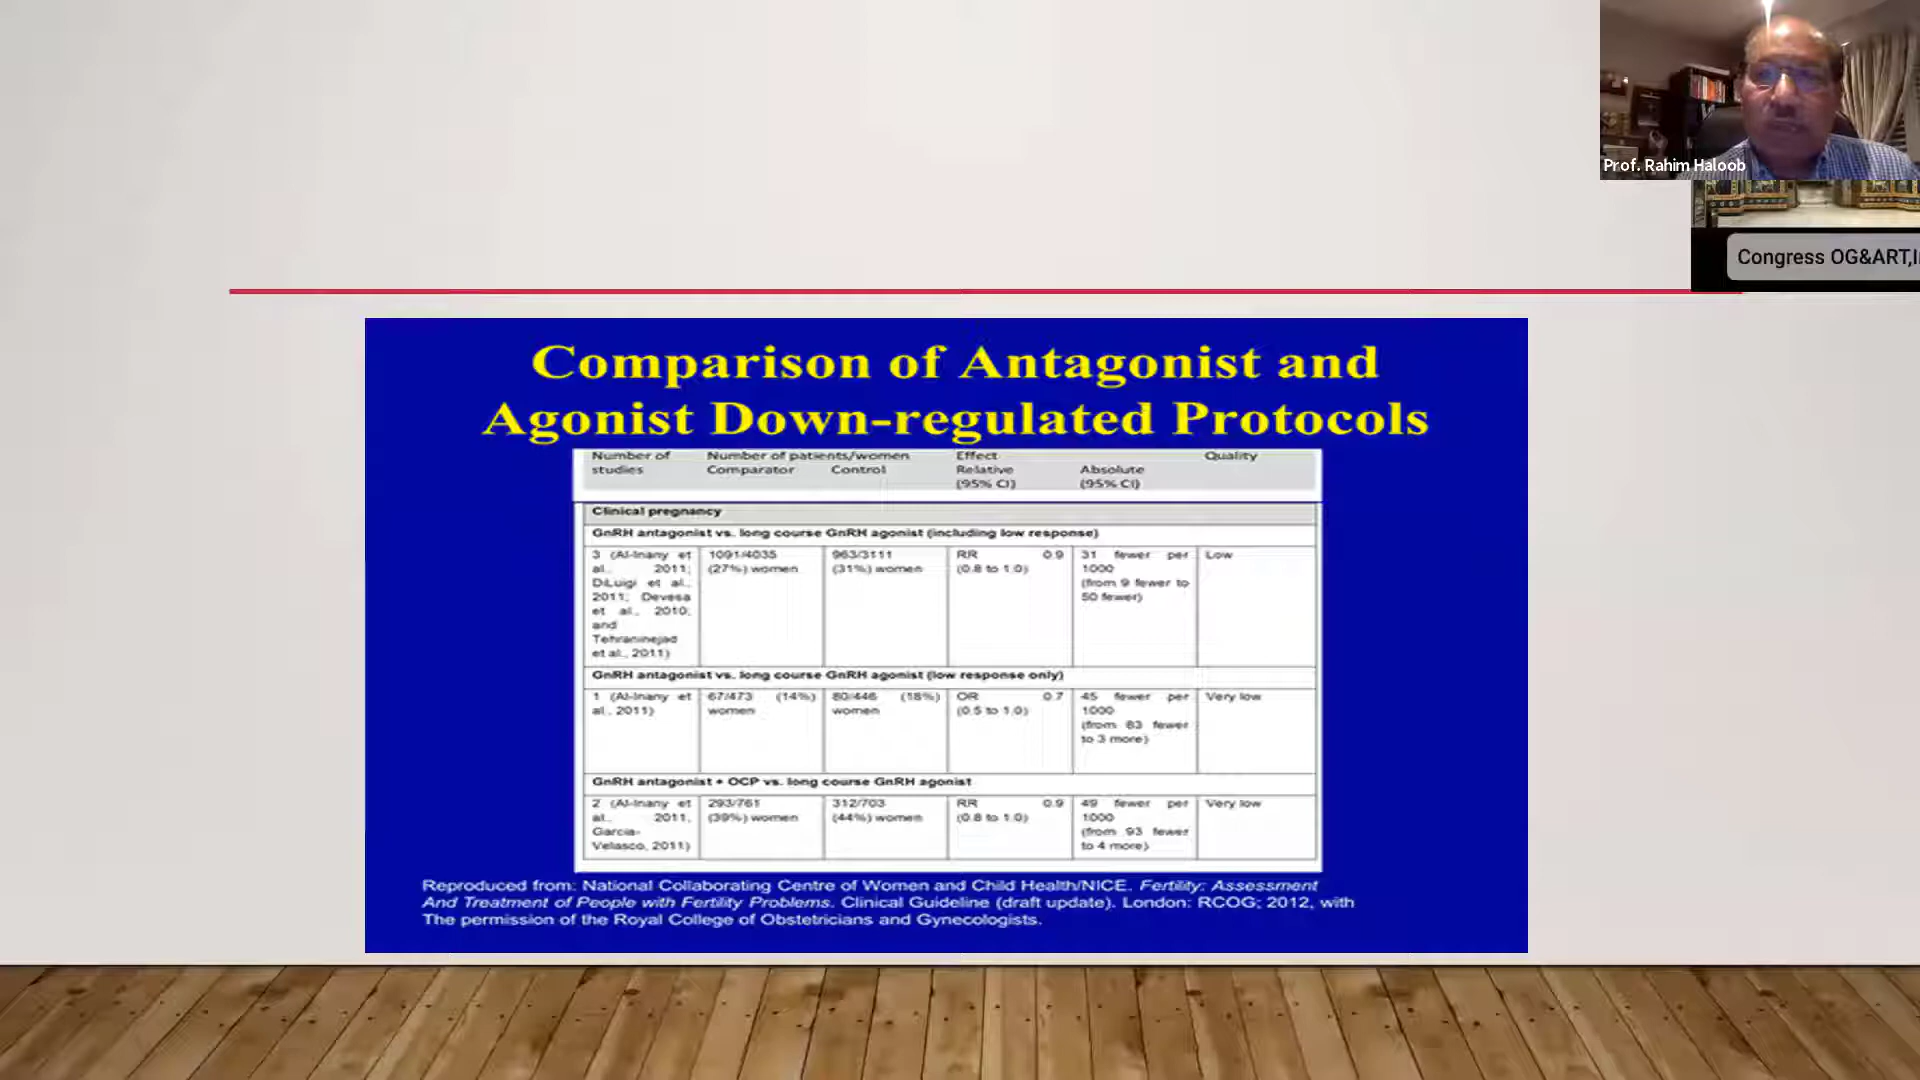 Prof. Rahim Haloob
Congress OG&ART,I
Comparison of Antagonist and
Agonist Down-regulated Protocols
Number of studies
Number of patients/women
Comparator
Control
Effect
Relative (95% CI)
Absolute (95% CI)
Quality
Clinical pregnancy
GnRH antagonist vs. long course GnRH agonist (including low response)
3 (Al-Inany et
al., 2011;
DiLuigi et al.,
2011; Devesa
et al., 2010;
and
Tehraninejad
et al., 2011)
1091/4035
(27%) women
963/3111
(31%) women
RR 0.9
(0.8 to 1.0)
31 fewer per
1000
(from 9 fewer to
50 fewer)
Low
GnRH antagonist vs. long course GnRH agonist (low response only)
1 (Al-Inany et
al., 2011)
67/473 (14%)
women
80/446 (18%)
women
OR 0.7
(0.5 to 1.0)
45 fewer per
1000
(from 83 fewer
to 3 more)
Very low
GnRH antagonist + OCP vs. long course GnRH agonist
2 (Al-Inany et
al., 2011,
Garcia-
Velasco, 2011)
293/761
(39%) women
312/703
(44%) women
RR 0.9
(0.8 to 1.0)
49 fewer per
1000
(from 93 fewer
to 4 more)
Very low
Reproduced from: National Collaborating Centre of Women and Child Health/NICE. Fertility: Assessment
And Treatment of People with Fertility Problems. Clinical Guideline (draft update). London: RCOG; 2012, with
The permission of the Royal College of Obstetricians and Gynecologists.